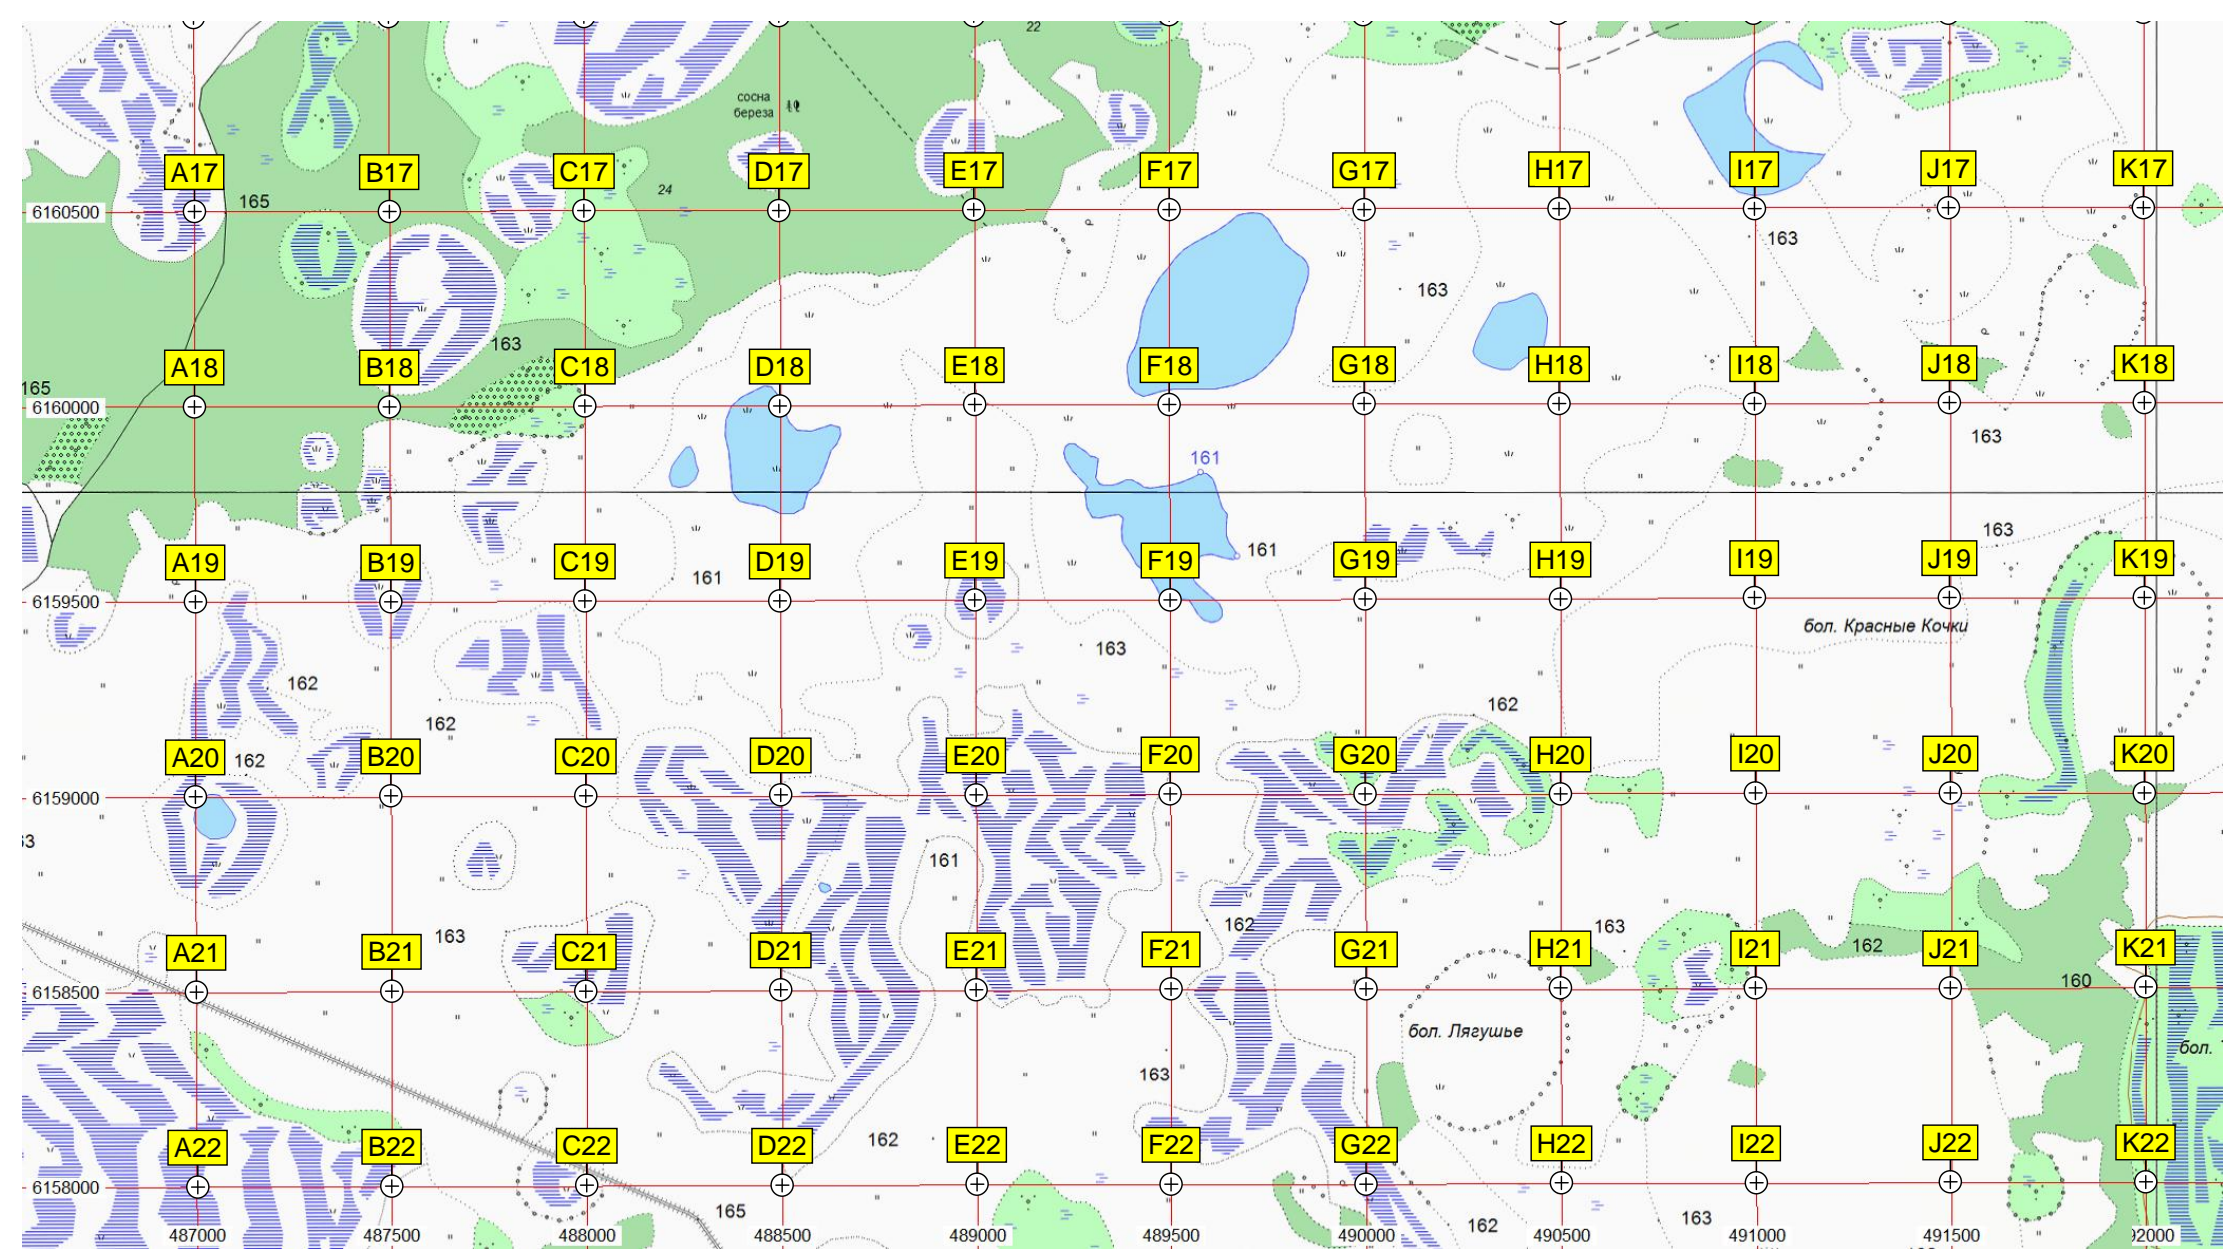 22
сосна
береза
A17 B17 C17 24 D17 E17 F17 G17 H17 I17 J17 K17
6160500 165
163
163
163
A18 B18 C18 D18 E18 F18 G18 H18 I18 J18 K18
165
6160000
163
161
163
161
A19 B19 C19 161 D19 E19 F19 G19 H19 I19 J19 K19
6159500
бол. Красные Кочки
163
162
162
162
A20 162 B20 C20 D20 E20 F20 G20 H20 I20 J20 K20
6159000
161
162 163 162
163
A21 B21 C21 D21 E21 F21 G21 H21 I21 J21 K21
6158500 160
бол. Лягушье
бол.
163
162
A22 B22 C22 D22 E22 F22 G22 H22 I22 J22 K22
6158000
165 162 163
487000 487500 488000 488500 489000 489500 490000 490500 491000 491500 92000